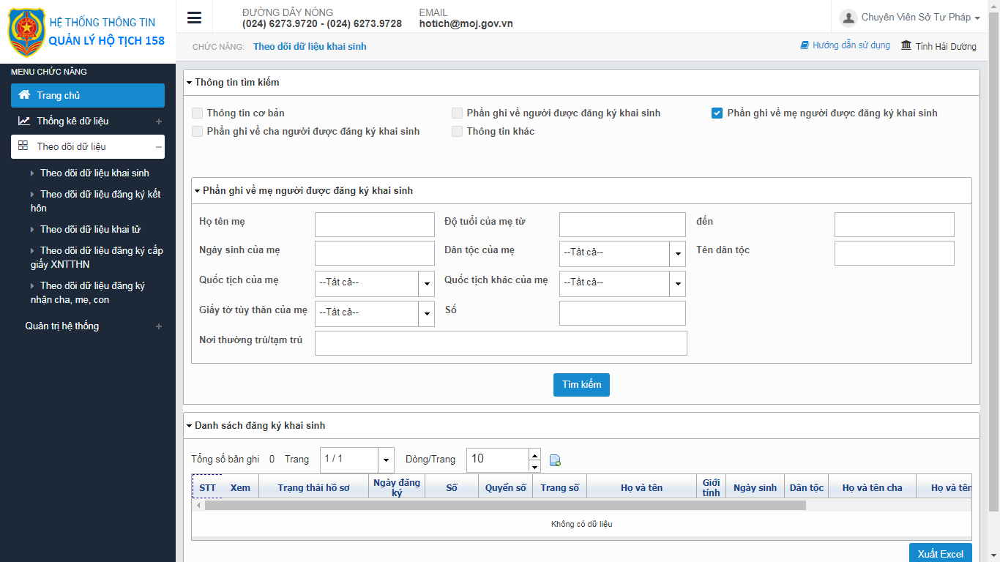 HỆ THỐNG THÔNG TIN
QUẢN LÝ HỘ TỊCH 158
ĐƯỜNG DÂY NÓNG
(024) 6273.9720 - (024) 6273.9728
EMAIL
hotich@moj.gov.vn
Chuyên Viên Sở Tư Pháp
CHỨC NĂNG: Theo dõi dữ liệu khai sinh
Hướng dẫn sử dụng
Tỉnh Hải Dương
MENU CHỨC NĂNG
Trang chủ
Thống kê dữ liệu
Theo dõi dữ liệu
Theo dõi dữ liệu khai sinh
Theo dõi dữ liệu đăng ký kết
hôn
Theo dõi dữ liệu khai tử
Theo dõi dữ liệu đăng ký cấp
giấy XNTTHN
Theo dõi dữ liệu đăng ký
nhận cha, mẹ, con
Quản trị hệ thống
Thông tin tìm kiếm
Thông tin cơ bản
Phần ghi về người được đăng ký khai sinh
Phần ghi về mẹ người được đăng ký khai sinh
Phần ghi về cha người được đăng ký khai sinh
Thông tin khác
Phần ghi về mẹ người được đăng ký khai sinh
Họ tên mẹ
Độ tuổi của mẹ từ
đến
Ngày sinh của mẹ
Dân tộc của mẹ
--Tất cả--
Tên dân tộc
Quốc tịch của mẹ
--Tất cả--
Quốc tịch khác của mẹ
--Tất cả--
Giấy tờ tùy thân của mẹ
--Tất cả--
Số
Nơi thường trú/tạm trú
Tìm kiếm
Danh sách đăng ký khai sinh
Tổng số bản ghi 0 Trang 1 / 1 Dòng/Trang 10
STT
Xem
Trạng thái hồ sơ
Ngày đăng
ký
Số
Quyển số
Trang số
Họ và tên
Giới
tính
Ngày sinh
Dân tộc
Họ và tên cha
Họ và tên
Không có dữ liệu
Xuất Excel